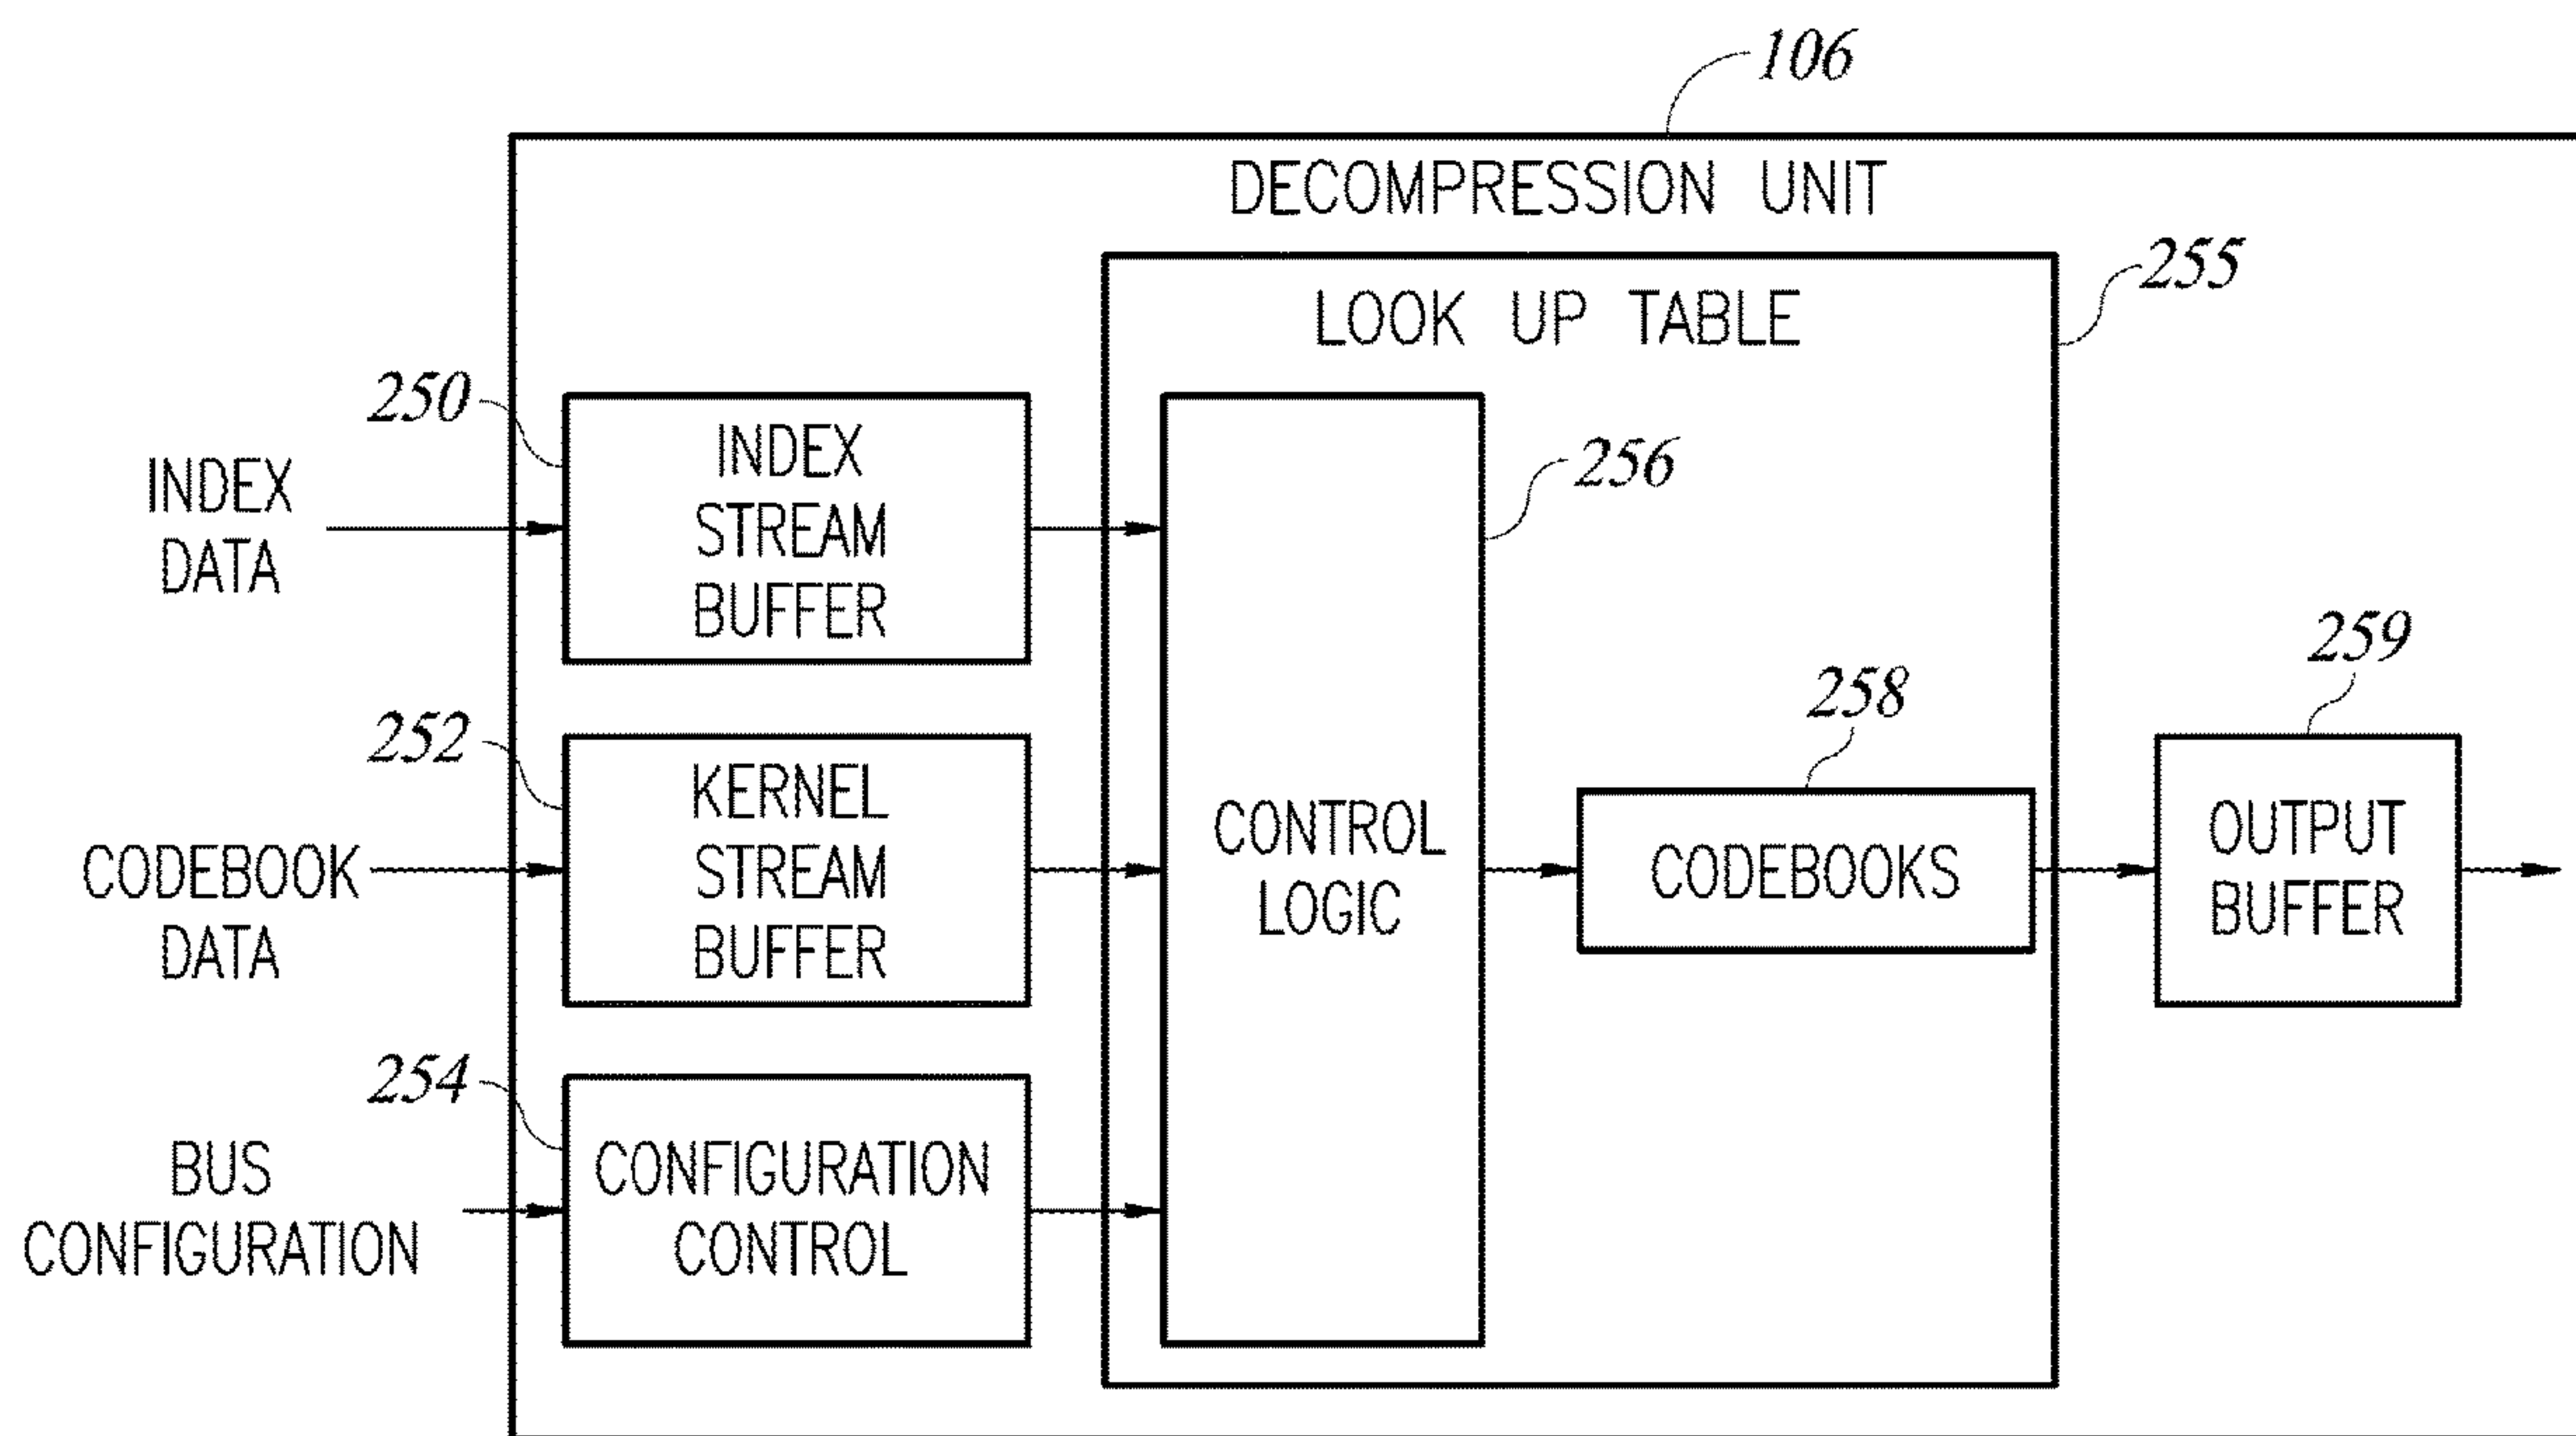 106
DECOMPRESSION UNIT
255
LOOK UP TABLE
250
INDEX
STREAM
BUFFER
INDEX
DATA
256
252
KERNEL
STREAM
BUFFER
CODEBOOK
DATA
CONTROL
LOGIC
258
CODEBOOKS
259
OUTPUT
BUFFER
254
CONFIGURATION
CONTROL
BUS
CONFIGURATION